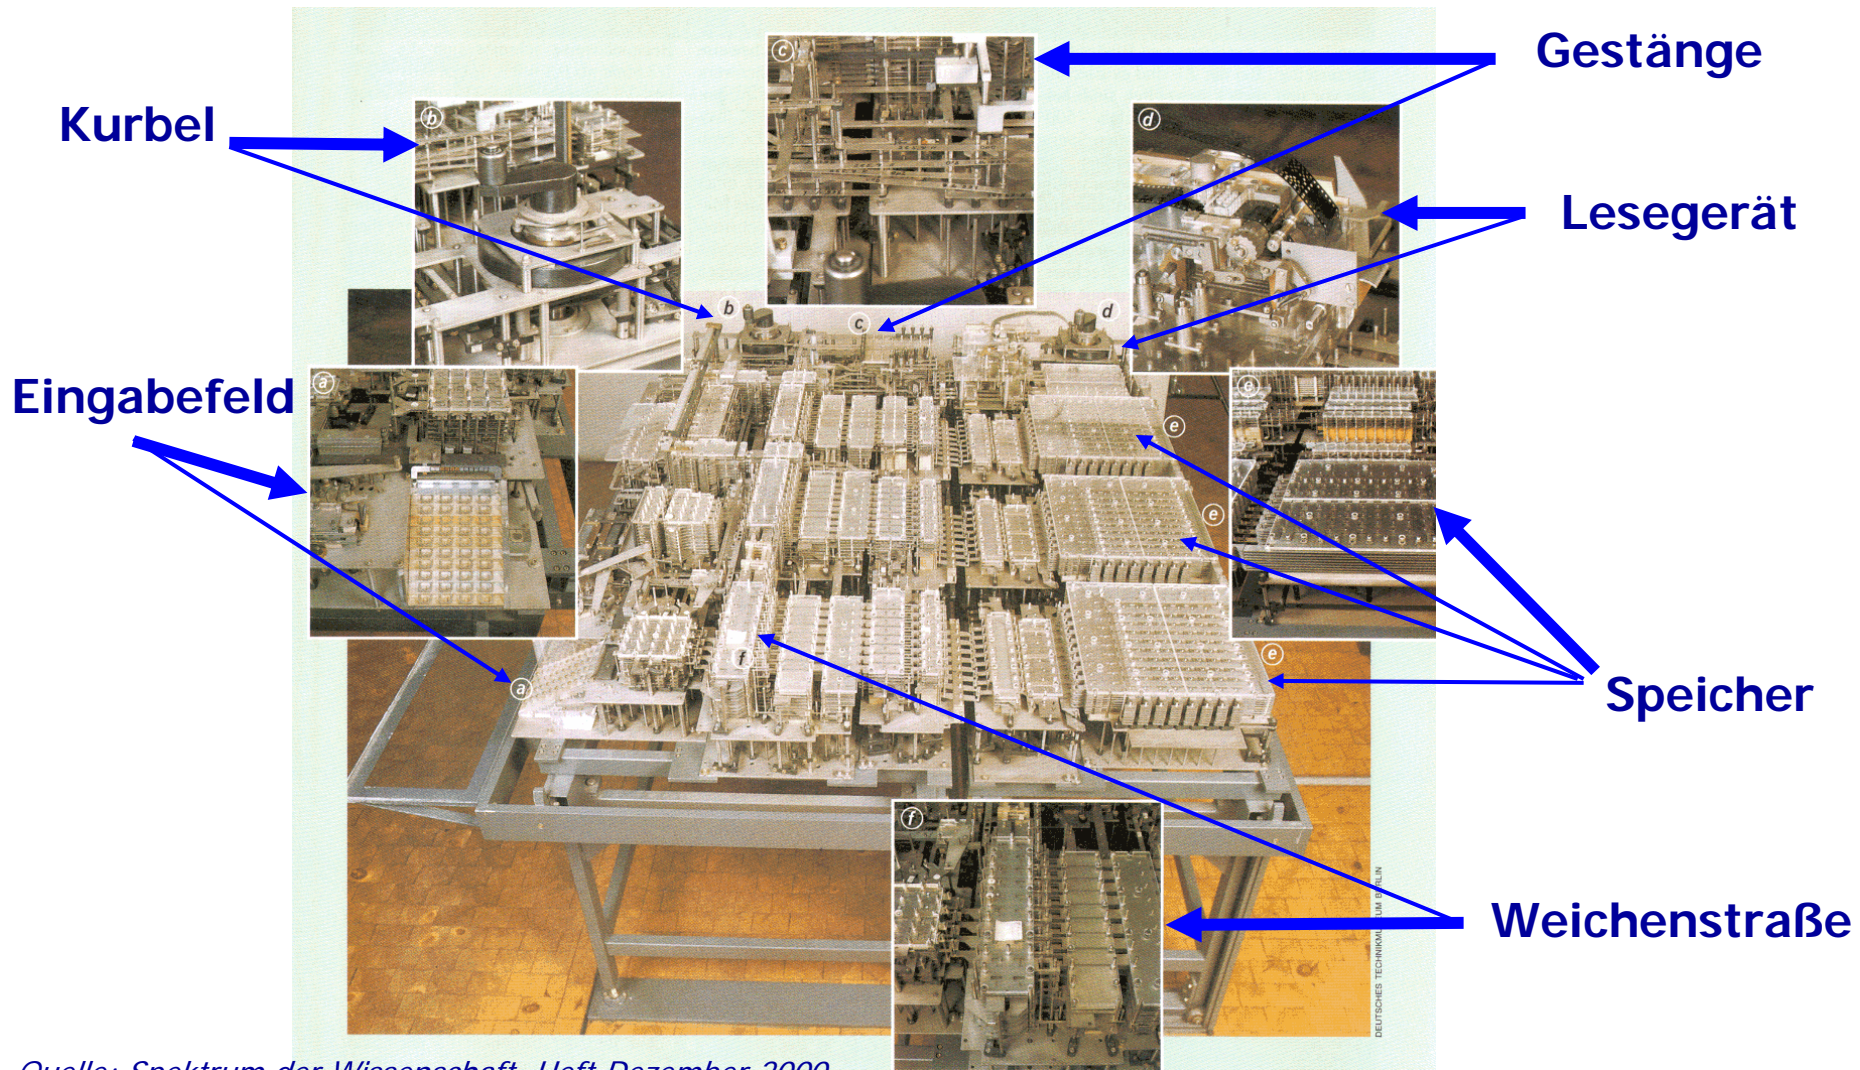 Gestänge
Kurbel
Lesegerät
Eingabefeld
Speicher
Weichenstraße
c
b
d
a
e
b
c
d
e
e
e
f
a
f
DEUTSCHES TECHNIKMUSEUM BERLIN
Quelle: Spektrum der Wissenschaft, Heft Dezember 2000